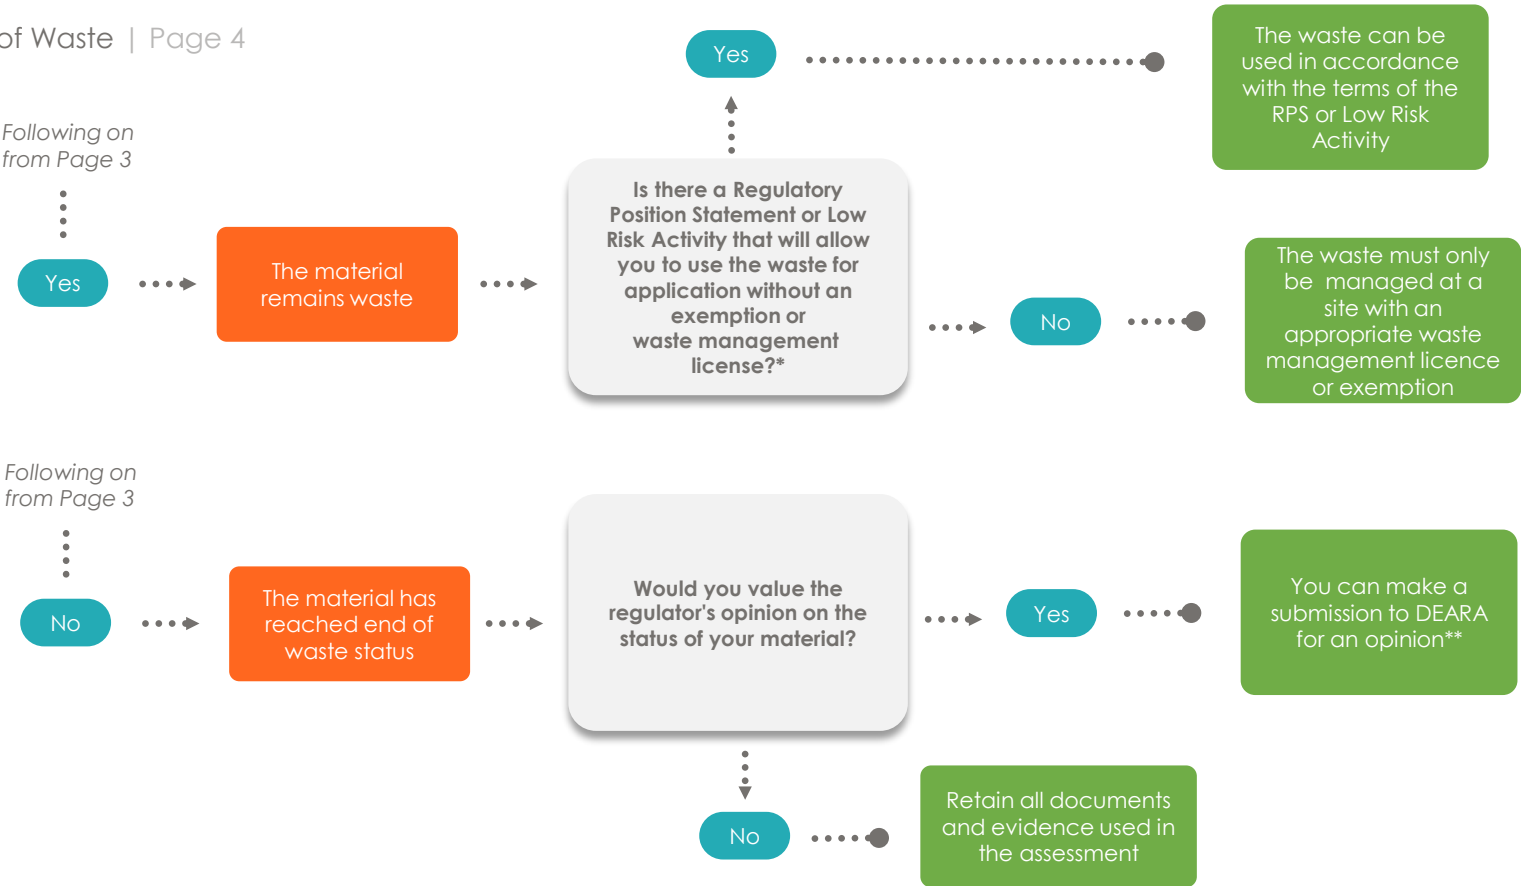 of Waste | Page 4
Yes
The waste can be
used in accordance
with the terms of the
RPS or Low Risk
Activity
Following on
from Page 3
Is there a Regulatory
Position Statement or Low
Risk Activity that will allow
you to use the waste for
application without an
exemption or
waste management
license?*
Yes
The material
remains waste
No
The waste must only
be  managed at a
site with an
appropriate waste
management licence
or exemption
Following on
from Page 3
No
The material has
reached end of
waste status
Would you value the
regulator's opinion on the
status of your material?
Yes
You can make a
submission to DEARA
for an opinion**
No
Retain all documents
and evidence used in
the assessment